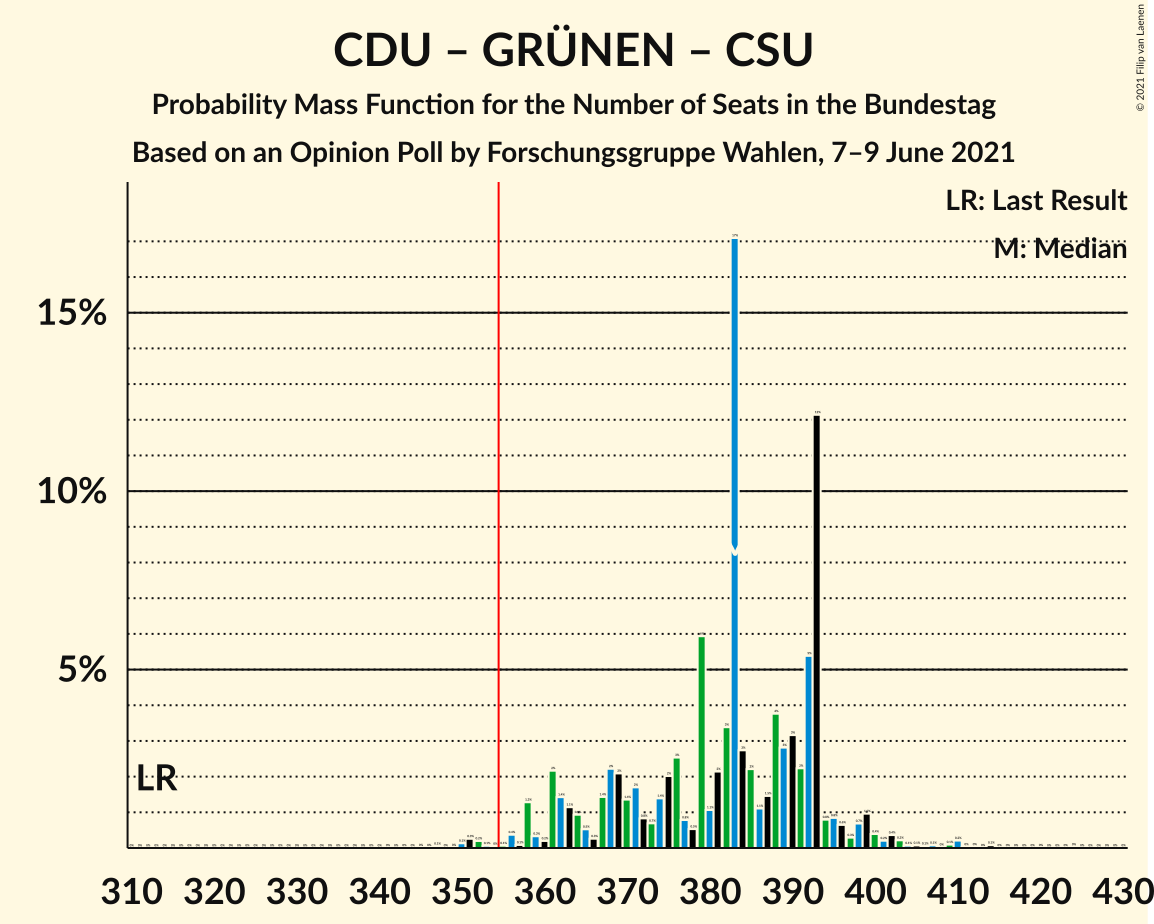 CDU – GRÜNEN – CSU
Probability Mass Function for the Number of Seats in the Bundestag
Based on an Opinion Poll by Forschungsgruppe Wahlen, 7–9 June 2021
© 2021 Filip van Laenen
LR: Last Result
M: Median
15%
10%
5%
LR
310 320 330 340 350 360 370 380 390 400 410 420 430